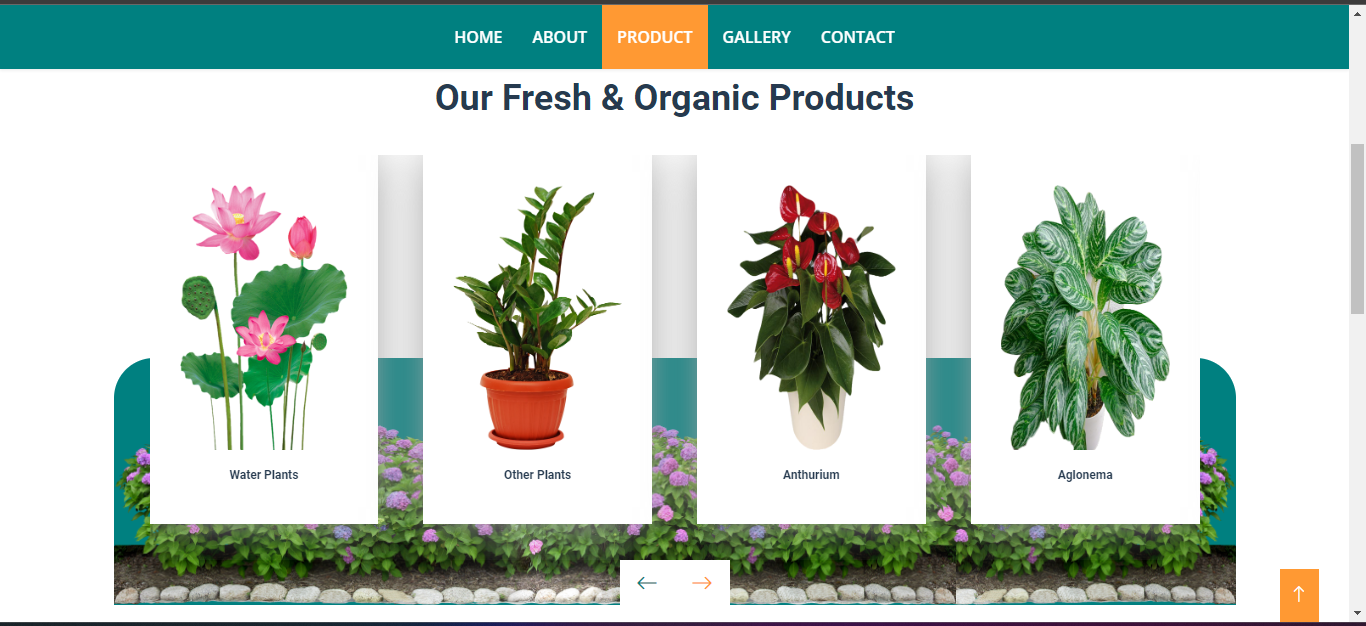 HOME ABOUT PRODUCT GALLERY CONTACT
Our Fresh & Organic Products
Water Plants
Other Plants
Anthurium
Aglonema